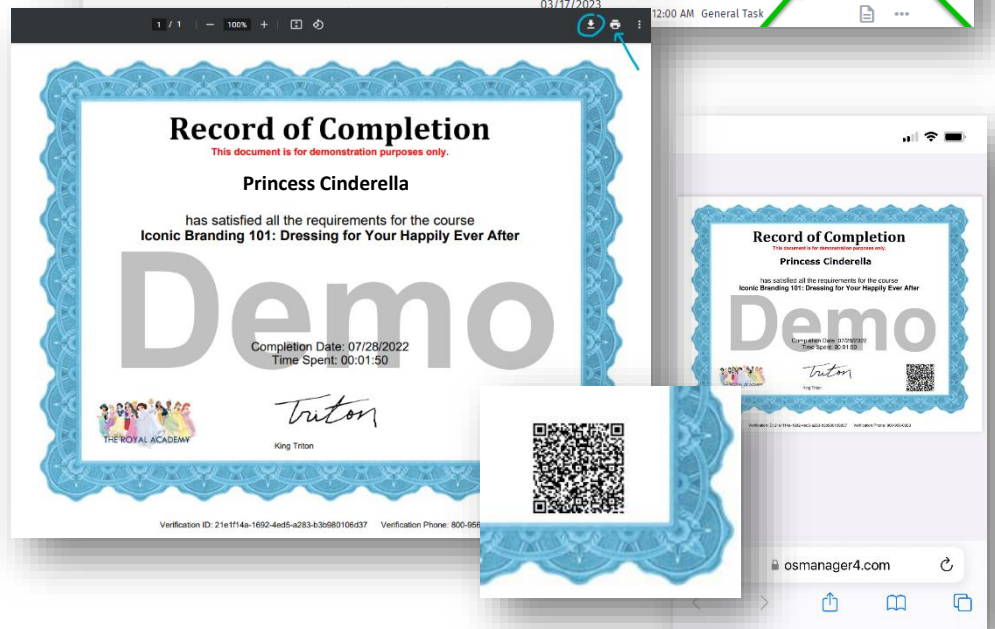 03/17/2023
12:00 AM General Task
1 / 1 − 100% +
Record of Completion
This document is for demonstration purposes only.
Princess Cinderella
has satisfied all the requirements for the course
Iconic Branding 101: Dressing for Your Happily Ever After
Demo
Completion Date: 07/28/2022
Time Spent: 00:01:50
Triton
THE ROYAL ACADEMY
King Triton
Verification ID: 21e1f14a-1692-4ed5-a283-b3b980106d37 Verification Phone: 800-956
Record of Completion
This document is for demonstration purposes only.
Princess Cinderella
has satisfied all the requirements for the course
Iconic Branding 101: Dressing for Your Happily Ever After
Demo
Completion Date: 07/28/2022
Time Spent: 00:01:50
Triton
King Triton
osmanager4.com